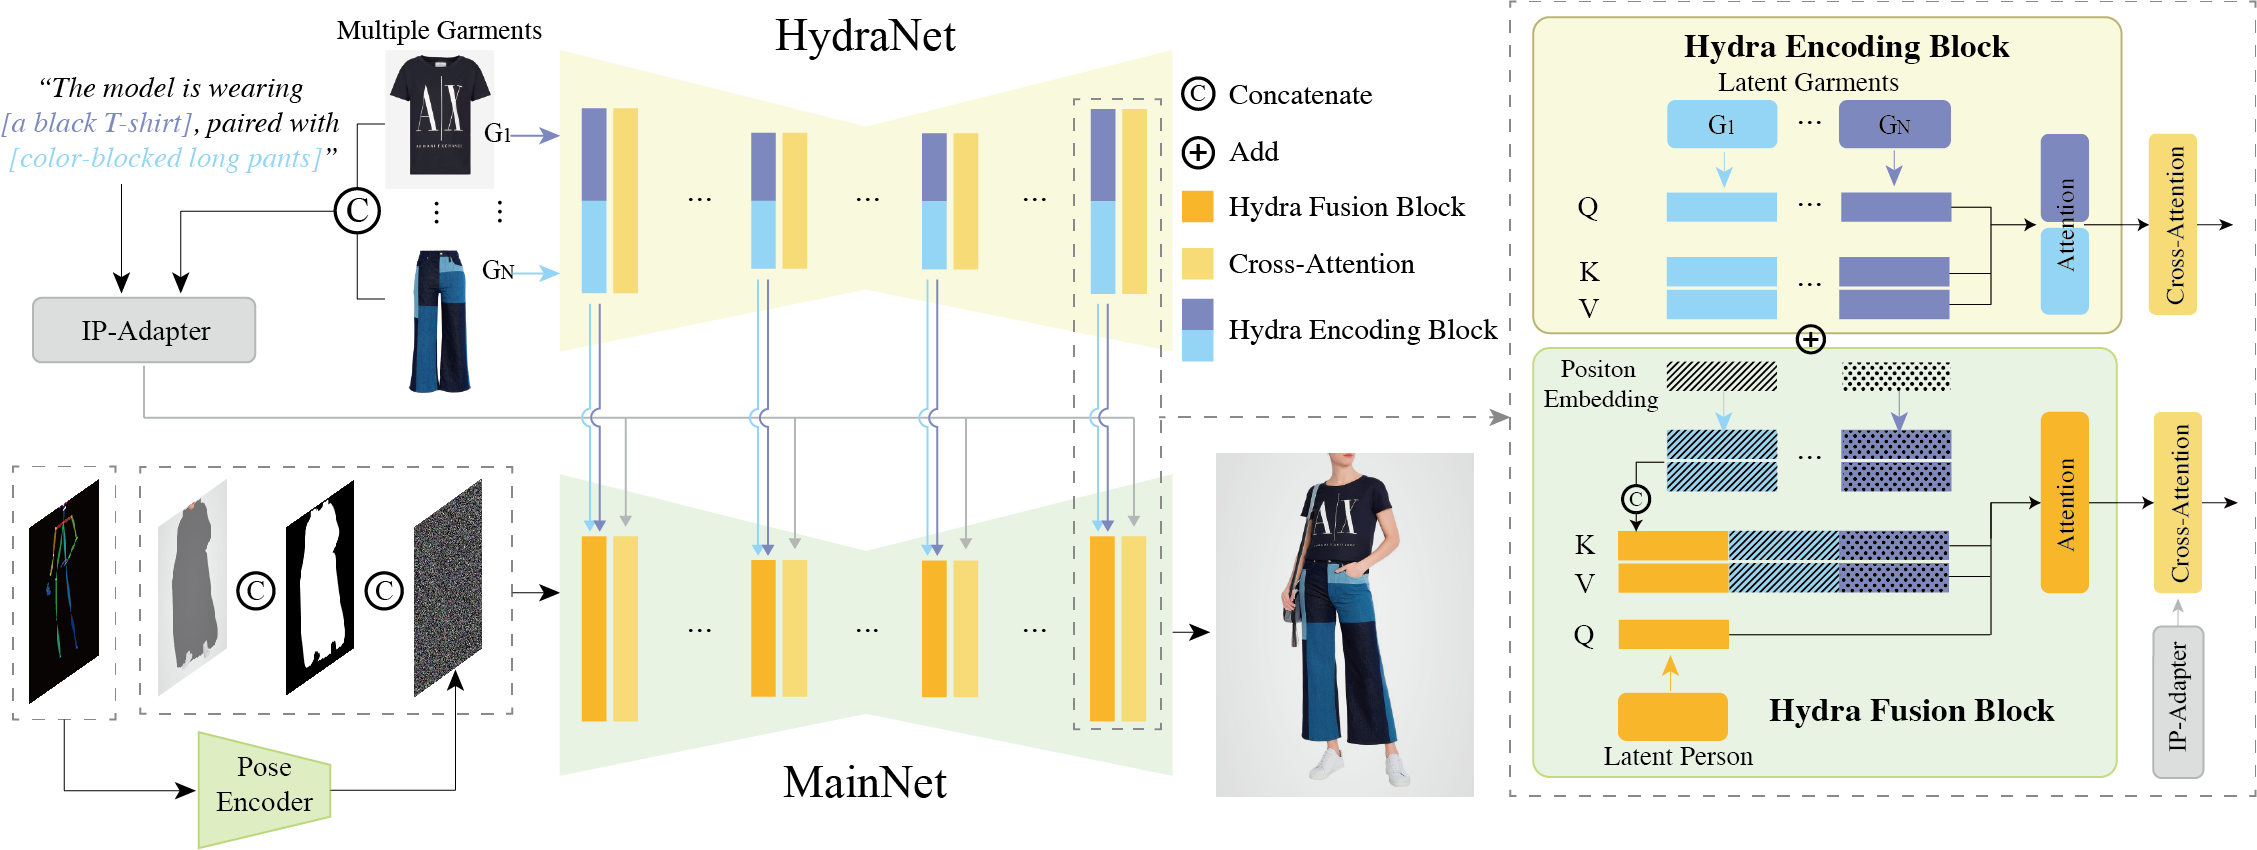 Multiple Garments
HydraNet
“The model is wearing
[a black T-shirt], paired with
[color-blocked long pants]”
A|X
G1
...
...
GN
C
IP-Adapter
...
...
...
C Concatenate
+ Add
Hydra Fusion Block
Cross-Attention
Hydra Encoding Block
C
C
Pose
Encoder
...
...
...
MainNet
A|X
Hydra Encoding Block
Latent Garments
G1
...
GN
Q
...
K
...
V
Attention
Cross-Attention
+
Positon
Embedding
...
C
K
V
Q
Attention
Cross-Attention
Latent Person
Hydra Fusion Block
IP-Adapter